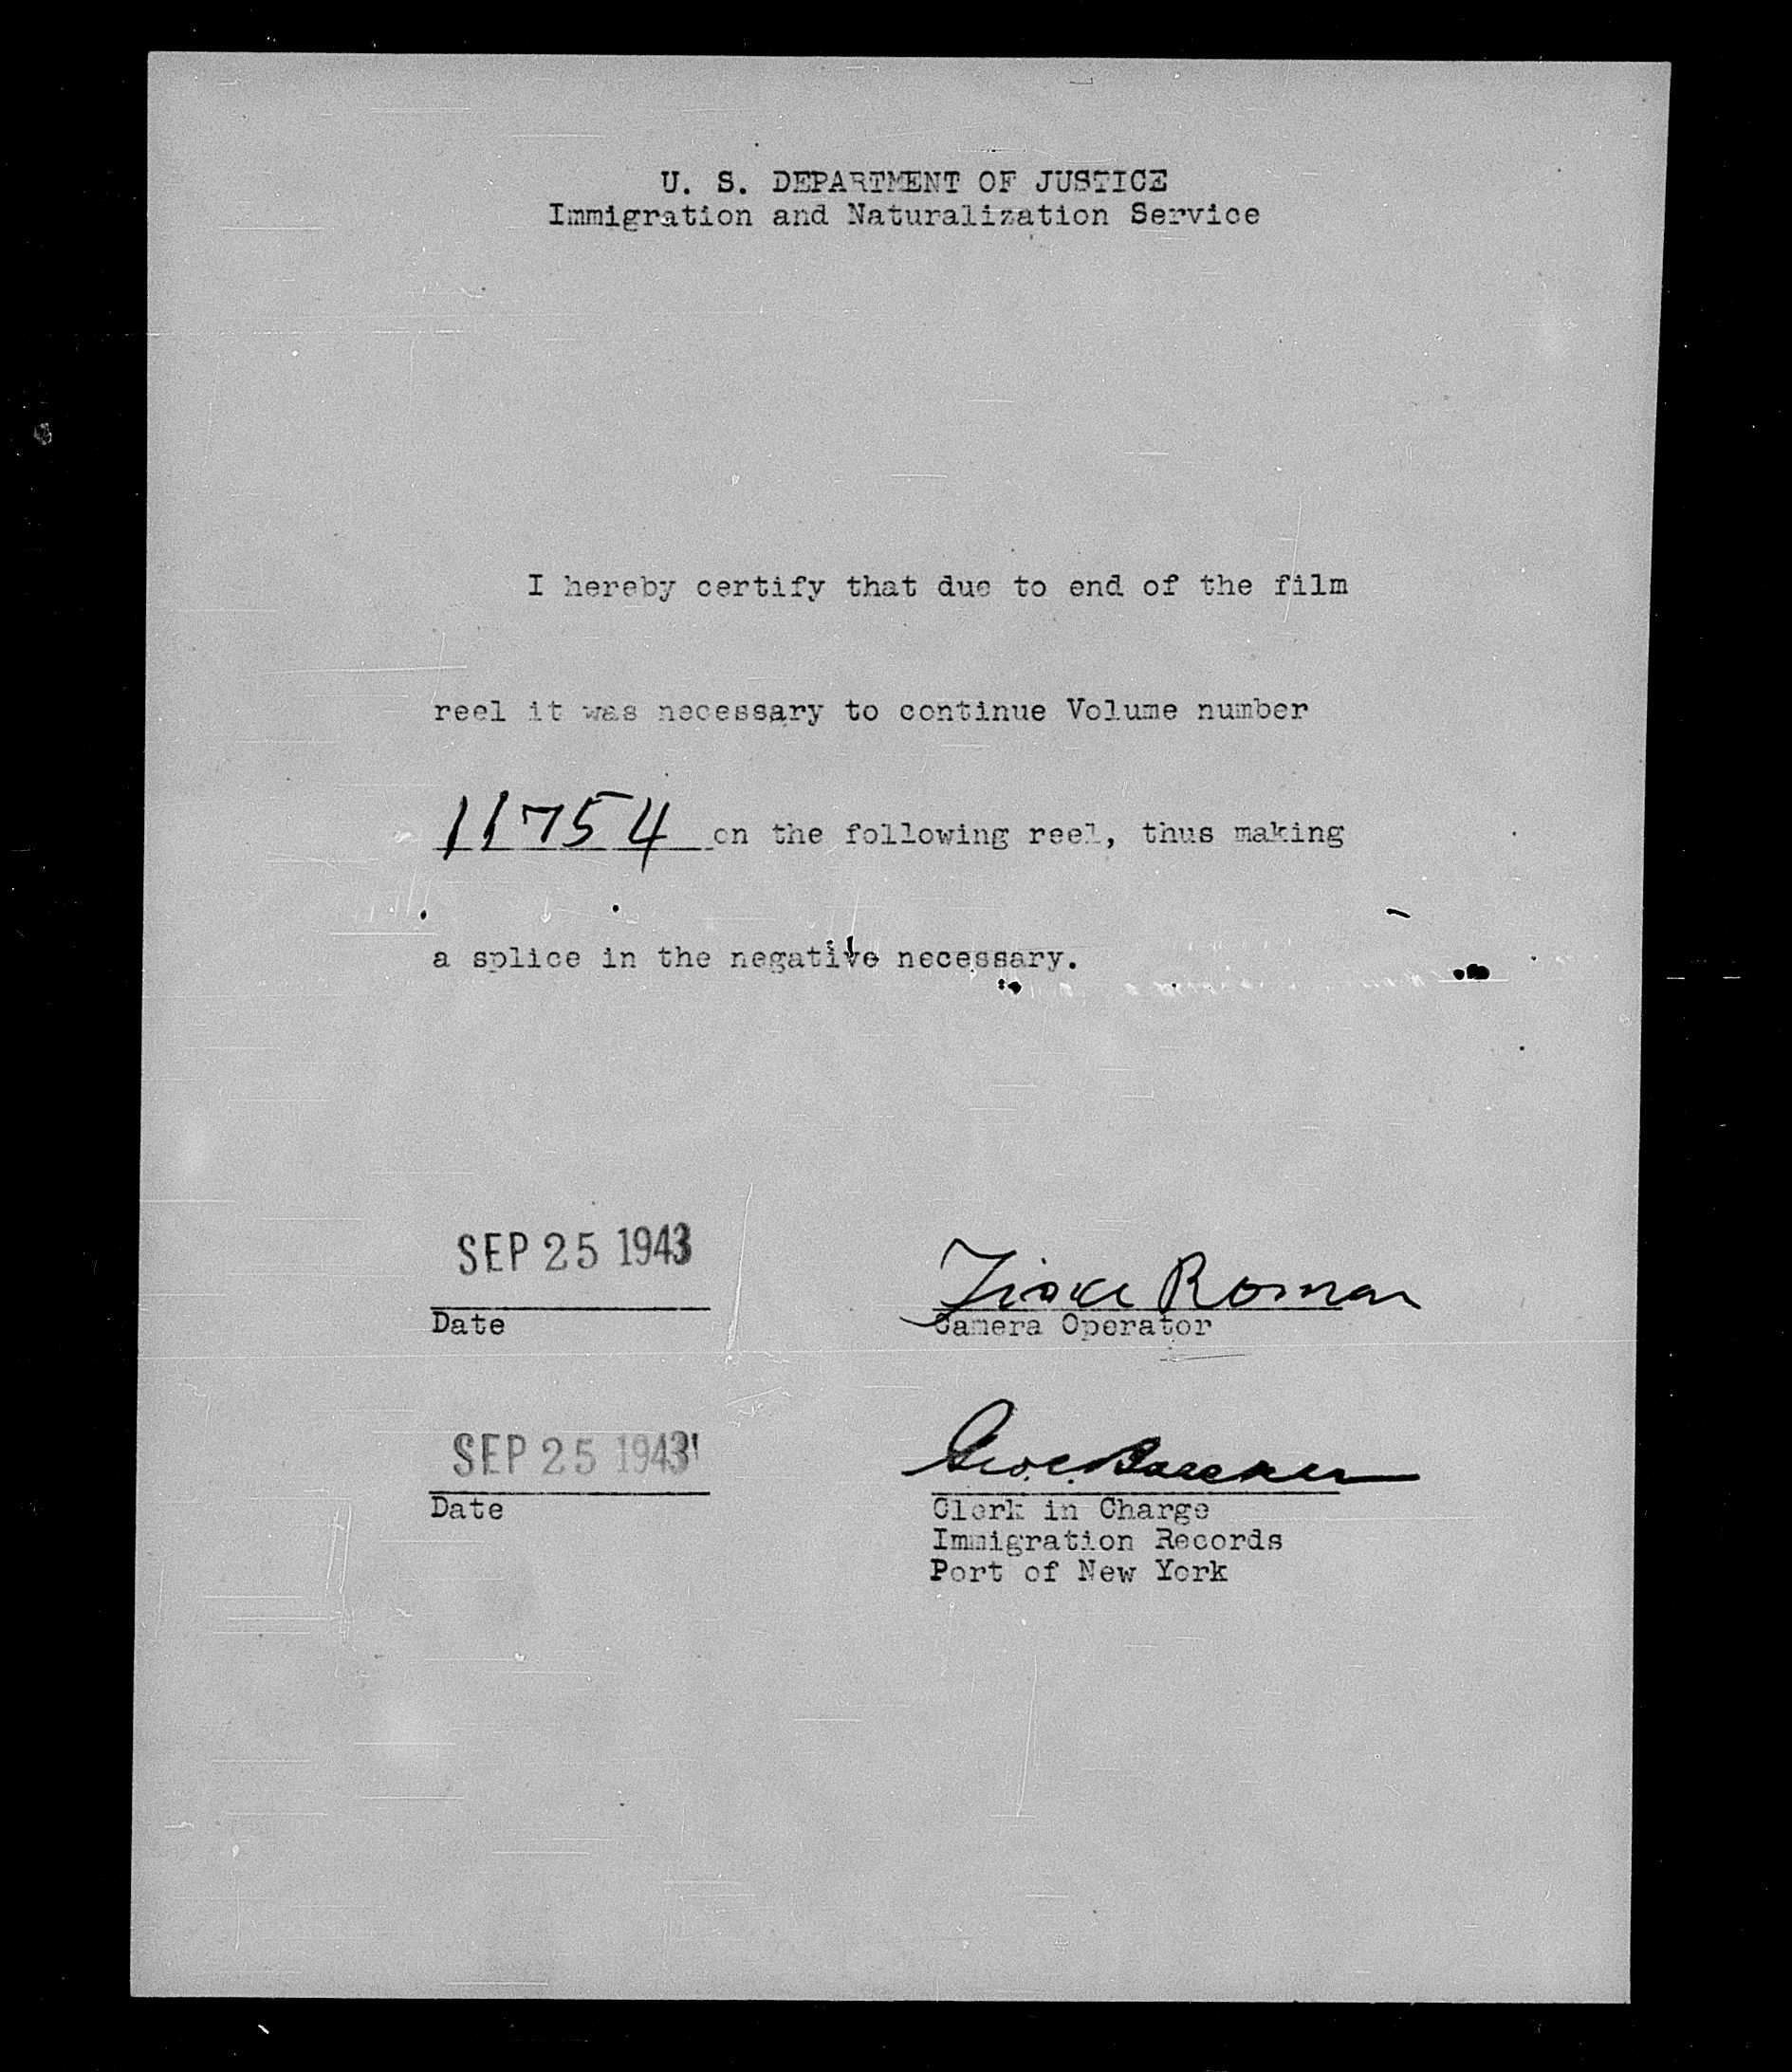 U. S. DEPARTMENT OF JUSTICE
Immigration and Naturalization Service
I hereby certify that due to end of the film
reel it was necessary to continue Volume number
11754 on the following reel, thus making
a splice in the negative necessary.
SEP 25 1943
Date
Roman
Camera Operator
SEP 25 1943
Date
Clerk in Charge
Immigration Records
Port of New York